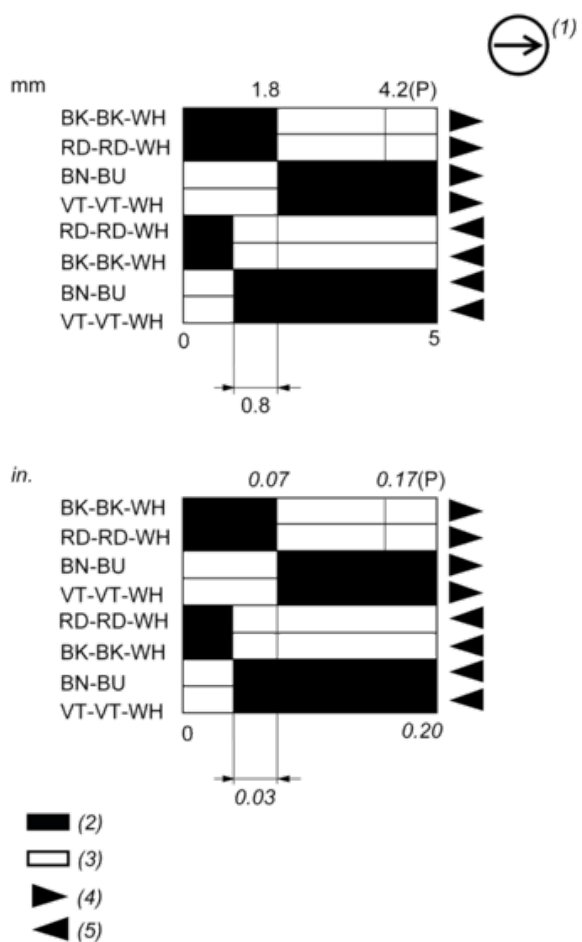 (1)
mm 1.8 4.2(P)
BK-BK-WH
RD-RD-WH
BN-BU
VT-VT-WH
RD-RD-WH
BK-BK-WH
BN-BU
VT-VT-WH
0 5
0.8
in. 0.07 0.17(P)
BK-BK-WH
RD-RD-WH
BN-BU
VT-VT-WH
RD-RD-WH
BK-BK-WH
BN-BU
VT-VT-WH
0 0.20
0.03
(2)
(3)
(4)
(5)